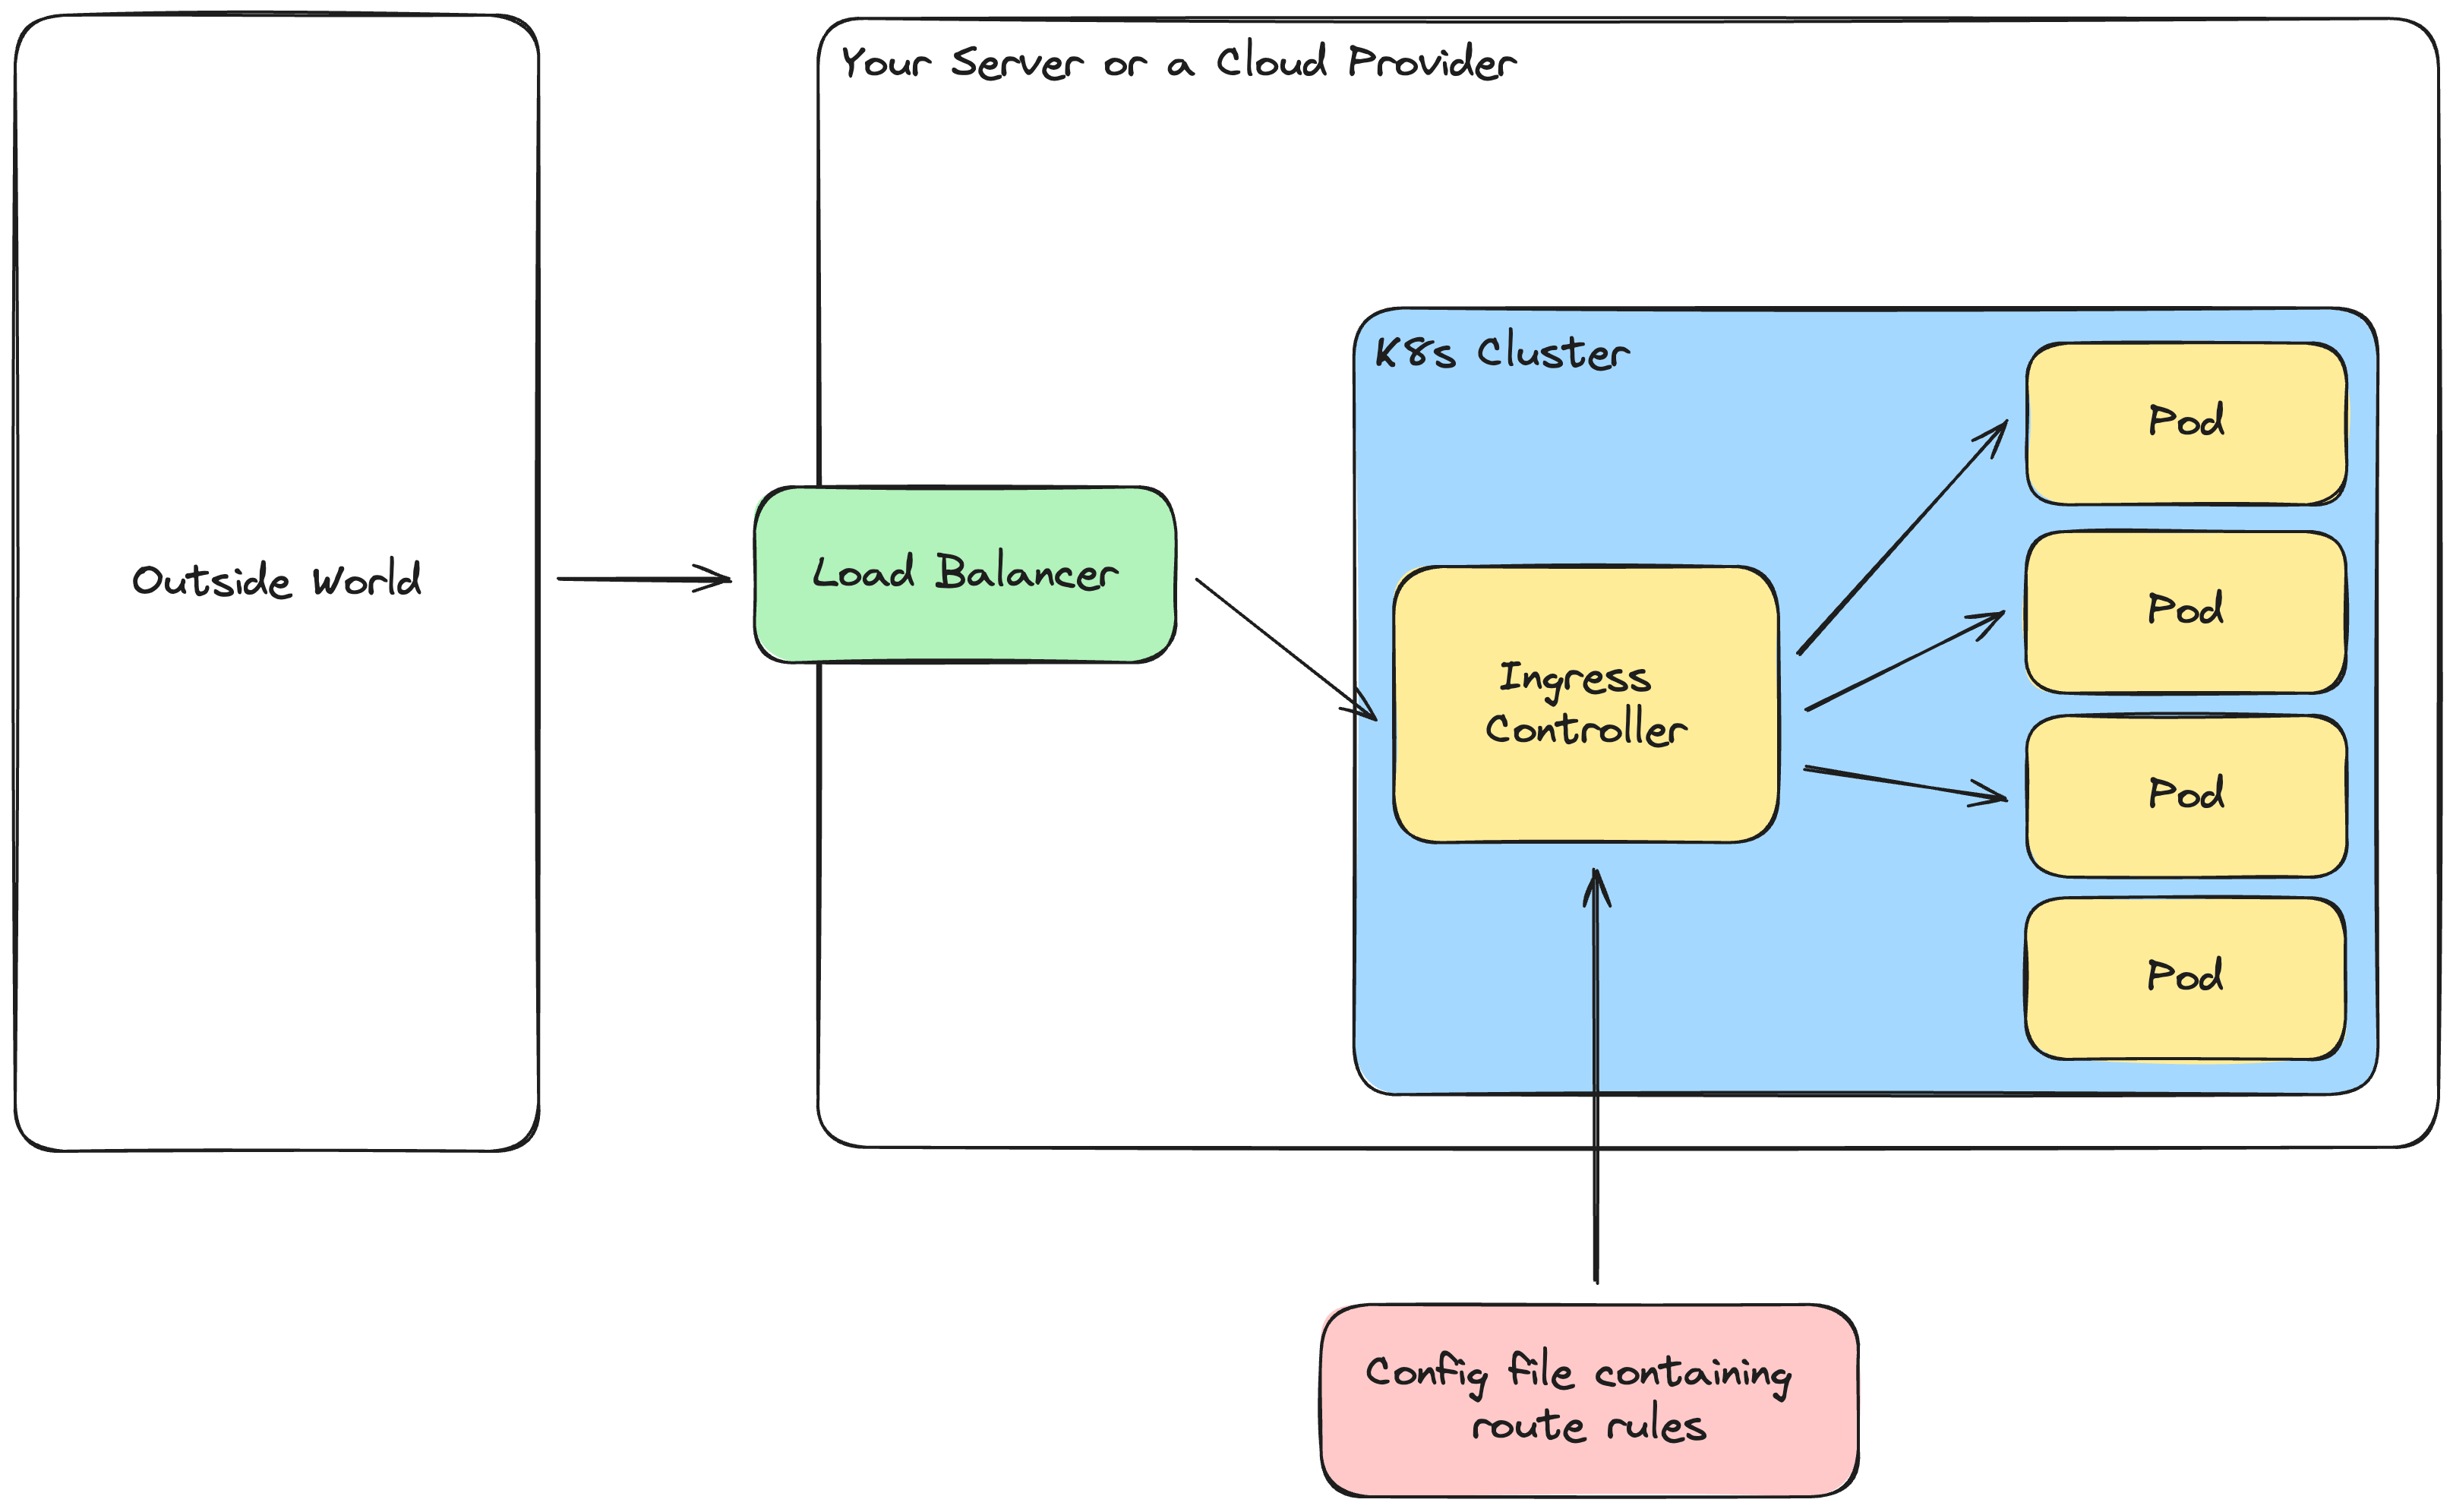 Your Server or a Cloud Provider
K8s Cluster
Pod
Outside World
Load Balancer
Pod
Ingress
Controller
Pod
Pod
Config file containing
route rules